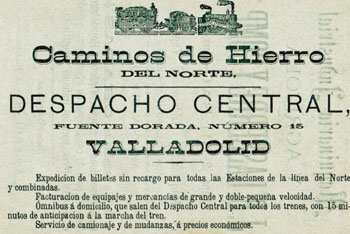 Caminos de Hierro
DEL NORTE,
DESPACHO CENTRAL,
FUENTE DORADA, NÚMERO 15
VALLADOLID
Expedicion de billetes sin recargo para todas las Estaciones de la línea del Norte
y combinadas.
Facturacion de equipajes y mercancías de grande y doble-pequeña velocidad.
Ómnibus á domicilio, que salen del Despacho Central para todos los trenes, con 15 mi-
nutos de anticipacion á la marcha del tren.
Servicio de camionaje y de mudanzas, á precios económicos.